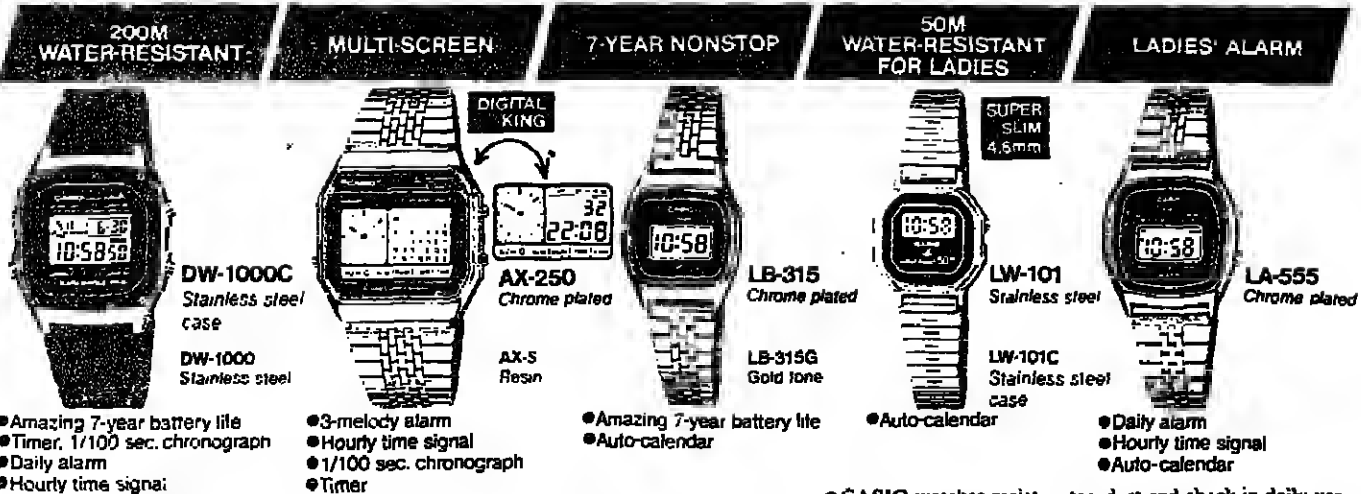 200M
WATER-RESISTANT
MULTI-SCREEN
7-YEAR NONSTOP
50M
WATER-RESISTANT
FOR LADIES
LADIES' ALARM
DIGITAL
KING
SUPER
SLIM
4.6mm
6-30
10:58 50
32
22:08
10:58
10:58
10:58
DW-1000C
Stainless steel
case
DW-1000
Stainless steel
AX-250
Chrome plated
AX-S
Resin
LB-315
Chrome plated
LB-315G
Gold tone
LW-101
Stainless steel
LW-101C
Stainless steel
case
LA-555
Chrome plated
●Amazing 7-year battery life
●Timer, 1/100 sec. chronograph
●Daily alarm
●Hourly time signal
●3-melody alarm
●Hourly time signal
●1/100 sec. chronograph
●Timer
●Amazing 7-year battery life
●Auto-calendar
●Auto-calendar
●Daily alarm
●Hourly time signal
●Auto-calendar